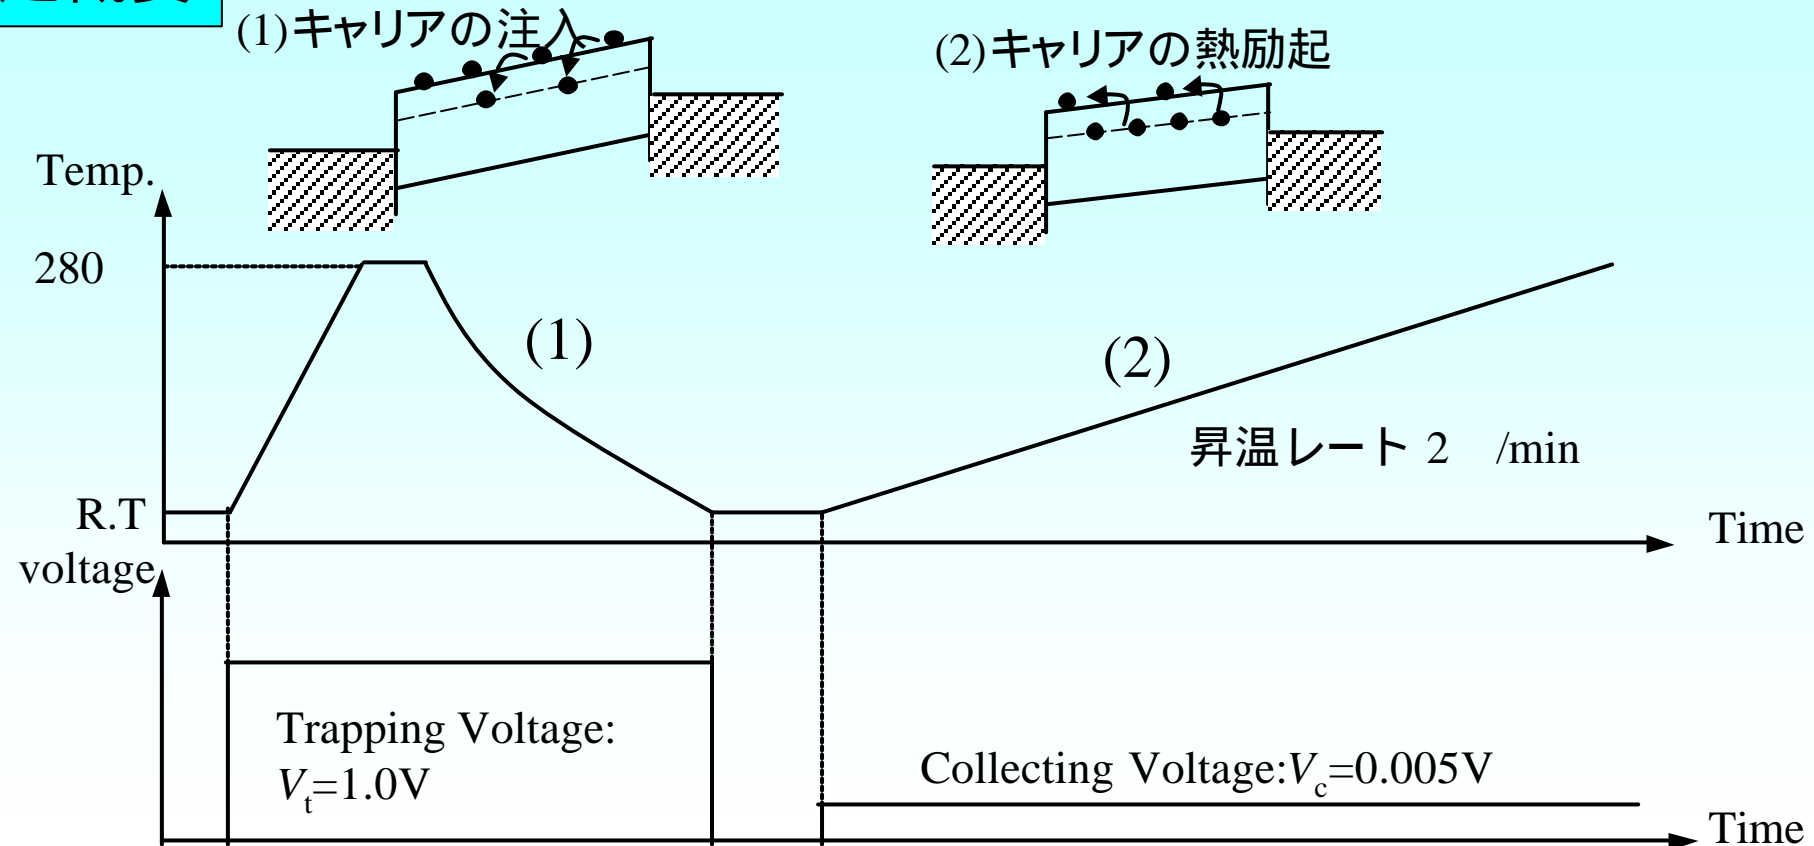 (1)キャリアの注入
(2)キャリアの熱励起
Temp.
280
(1)
(2)
昇温レート 2 /min
R.T
Time
voltage
Trapping Voltage:
Vt=1.0V
Collecting Voltage:Vc=0.005V
Time